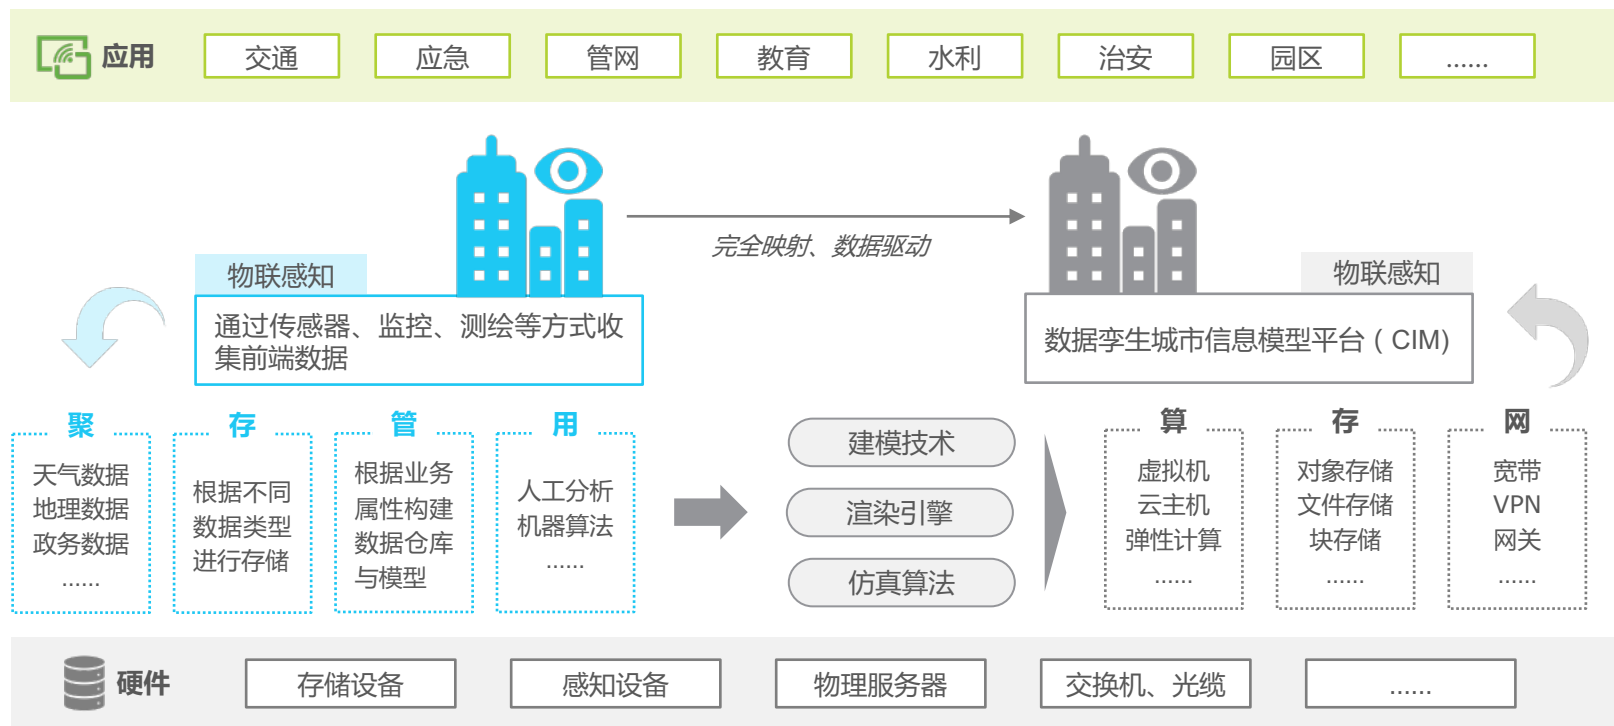 应用
交通
应急
管网
教育
水利
治安
园区
......
完全映射、数据驱动
物联感知
通过传感器、监控、测绘等方式收
集前端数据
物联感知
数据孪生城市信息模型平台（CIM)
聚
天气数据
地理数据
政务数据
......
存
根据不同
数据类型
进行存储
管
根据业务
属性构建
数据仓库
与模型
用
人工分析
机器算法
......
建模技术
渲染引擎
仿真算法
算
虚拟机
云主机
弹性计算
......
存
对象存储
文件存储
块存储
......
网
宽带
VPN
网关
......
硬件
存储设备
感知设备
物理服务器
交换机、光缆
......